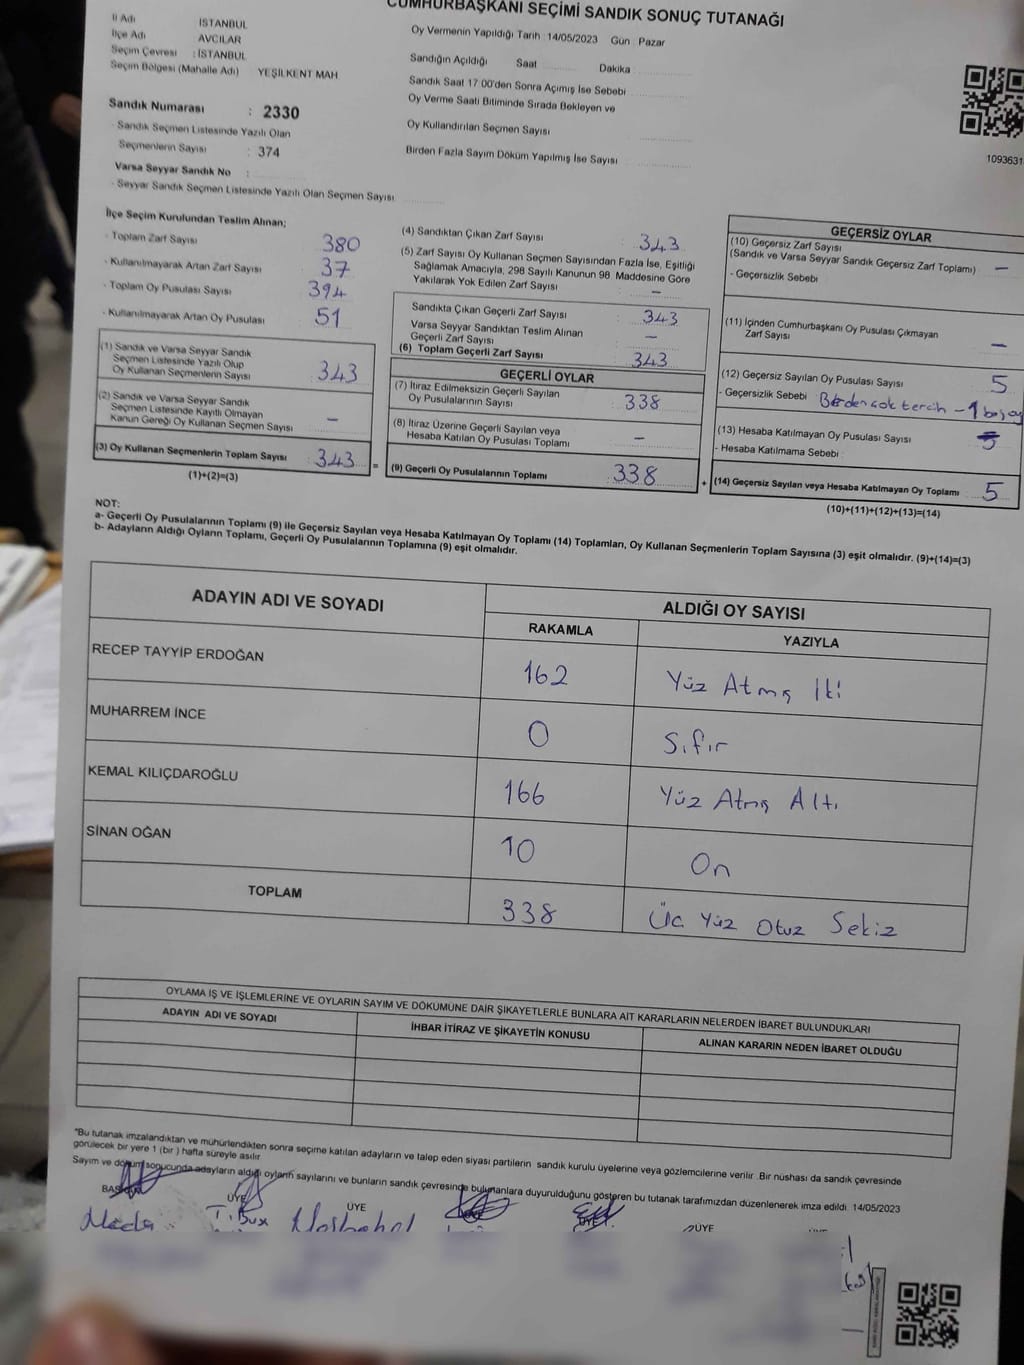 CUMHURBAŞKANI SEÇİMİ SANDIK SONUÇ TUTANAĞI
İl Adı İSTANBUL
İlçe Adı AVCILAR
Seçim Çevresi : İSTANBUL
Seçim Bölgesi (Mahalle Adı) YEŞİLKENT MAH
Sandık Numarası : 2330
- Sandık Seçmen Listesinde Yazılı Olan
Seçmenlerin Sayısı : 374
Varsa Seyyar Sandık No :
- Seyyar Sandık Seçmen Listesinde Yazılı Olan Seçmen Sayısı
Oy Vermenin Yapıldığı Tarih :14/05/2023 Gün : Pazar
Sandığın Açıldığı Saat Dakika
Sandık Saat 17:00'den Sonra Açımış İse Sebebi
Oy Verme Saati Bitiminde Sırada Bekleyen ve
Oy Kullandırılan Seçmen Sayısı
Birden Fazla Sayım Döküm Yapılmış İse Sayısı
1093631
İlçe Seçim Kurulundan Teslim Alınan;
- Toplam Zarf Sayısı 380
- Kullanılmayarak Artan Zarf Sayısı 37
- Toplam Oy Pusulası Sayısı 394
- Kullanılmayarak Artan Oy Pusulası 51
(1) Sandık ve Varsa Seyyar Sandık
Seçmen Listesinde Yazılı Olup
Oy Kullanan Seçmenlerin Sayısı 343
(2) Sandık ve Varsa Seyyar Sandık
Seçmen Listesinde Kayıtlı Olmayan
Kanun Gereği Oy Kullanan Seçmen Sayısı –
(3) Oy Kullanan Seçmenlerin Toplam Sayısı 343 =
(1)+(2)=(3)
(4) Sandıktan Çıkan Zarf Sayısı 343
(5) Zarf Sayısı Oy Kullanan Seçmen Sayısından Fazla İse, Eşitliği
Sağlamak Amacıyla, 298 Sayılı Kanunun 98. Maddesine Göre
Yakılarak Yok Edilen Zarf Sayısı –
Sandıkta Çıkan Geçerli Zarf Sayısı 343
Varsa Seyyar Sandıktan Teslim Alınan
Geçerli Zarf Sayısı –
(6) Toplam Geçerli Zarf Sayısı 343
GEÇERLİ OYLAR
(7) İtiraz Edilmeksizin Geçerli Sayılan
Oy Pusulalarının Sayısı 338
(8) İtiraz Üzerine Geçerli Sayılan veya
Hesaba Katılan Oy Pusulası Toplamı –
(9) Geçerli Oy Pusulalarının Toplamı 338 +
GEÇERSİZ OYLAR
(10) Geçersiz Zarf Sayısı
(Sandık ve Varsa Seyyar Sandık Geçersiz Zarf Toplamı) –
- Geçersizlik Sebebi
(11) İçinden Cumhurbaşkanı Oy Pusulası Çıkmayan
Zarf Sayısı –
(12) Geçersiz Sayılan Oy Pusulası Sayısı 5
- Geçersizlik Sebebi Birden çok tercih - 1 boş oy
(13) Hesaba Katılmayan Oy Pusulası Sayısı
- Hesaba Katılmama Sebebi
(14) Geçersiz Sayılan veya Hesaba Katılmayan Oy Toplamı 5
(10)+(11)+(12)+(13)=(14)
NOT:
a- Geçerli Oy Pusulalarının Toplamı (9) ile Geçersiz Sayılan veya Hesaba Katılmayan Oy Toplamı (14) Toplamları, Oy Kullanan Seçmenlerin Toplam Sayısına (3) eşit olmalıdır. (9)+(14)=(3)
b- Adayların Aldığı Oyların Toplamı, Geçerli Oy Pusulalarının Toplamına (9) eşit olmalıdır.
ADAYIN ADI VE SOYADI ALDIĞI OY SAYISI
RAKAMLA YAZIYLA
RECEP TAYYİP ERDOĞAN 162 Yüz Atmış İki
MUHARREM İNCE 0 Sıfır
KEMAL KILIÇDAROĞLU 166 Yüz Atmış Altı
SİNAN OĞAN 10 On
TOPLAM 338 Üç Yüz Otuz Sekiz
OYLAMA İŞ VE İŞLEMLERİNE VE OYLARIN SAYIM VE DÖKÜMÜNE DAİR ŞİKAYETLERLE BUNLARA AİT KARARLARIN NELERDEN İBARET BULUNDUKLARI
ADAYIN ADI VE SOYADI İHBAR İTİRAZ VE ŞİKAYETİN KONUSU ALINAN KARARIN NEDEN İBARET OLDUĞU
"Bu tutanak imzalandıktan ve mühürlendikten sonra seçime katılan adayların ve talep eden siyasi partilerin sandık kurulu üyelerine veya gözlemcilerine verilir. Bir nüshası da sandık çevresinde
görülecek bir yere 1 (bir ) hafta süreyle asılır.
Sayım ve döküm sonucunda adayların aldığı oyların sayılarını ve bunların sandık çevresinde bulunanlara duyurulduğunu gösteren bu tutanak tarafımızdan düzenlenerek imza edildi. 14/05/2023
BAŞKAN ÜYE ÜYE ÜYE ÜYE ÜYE